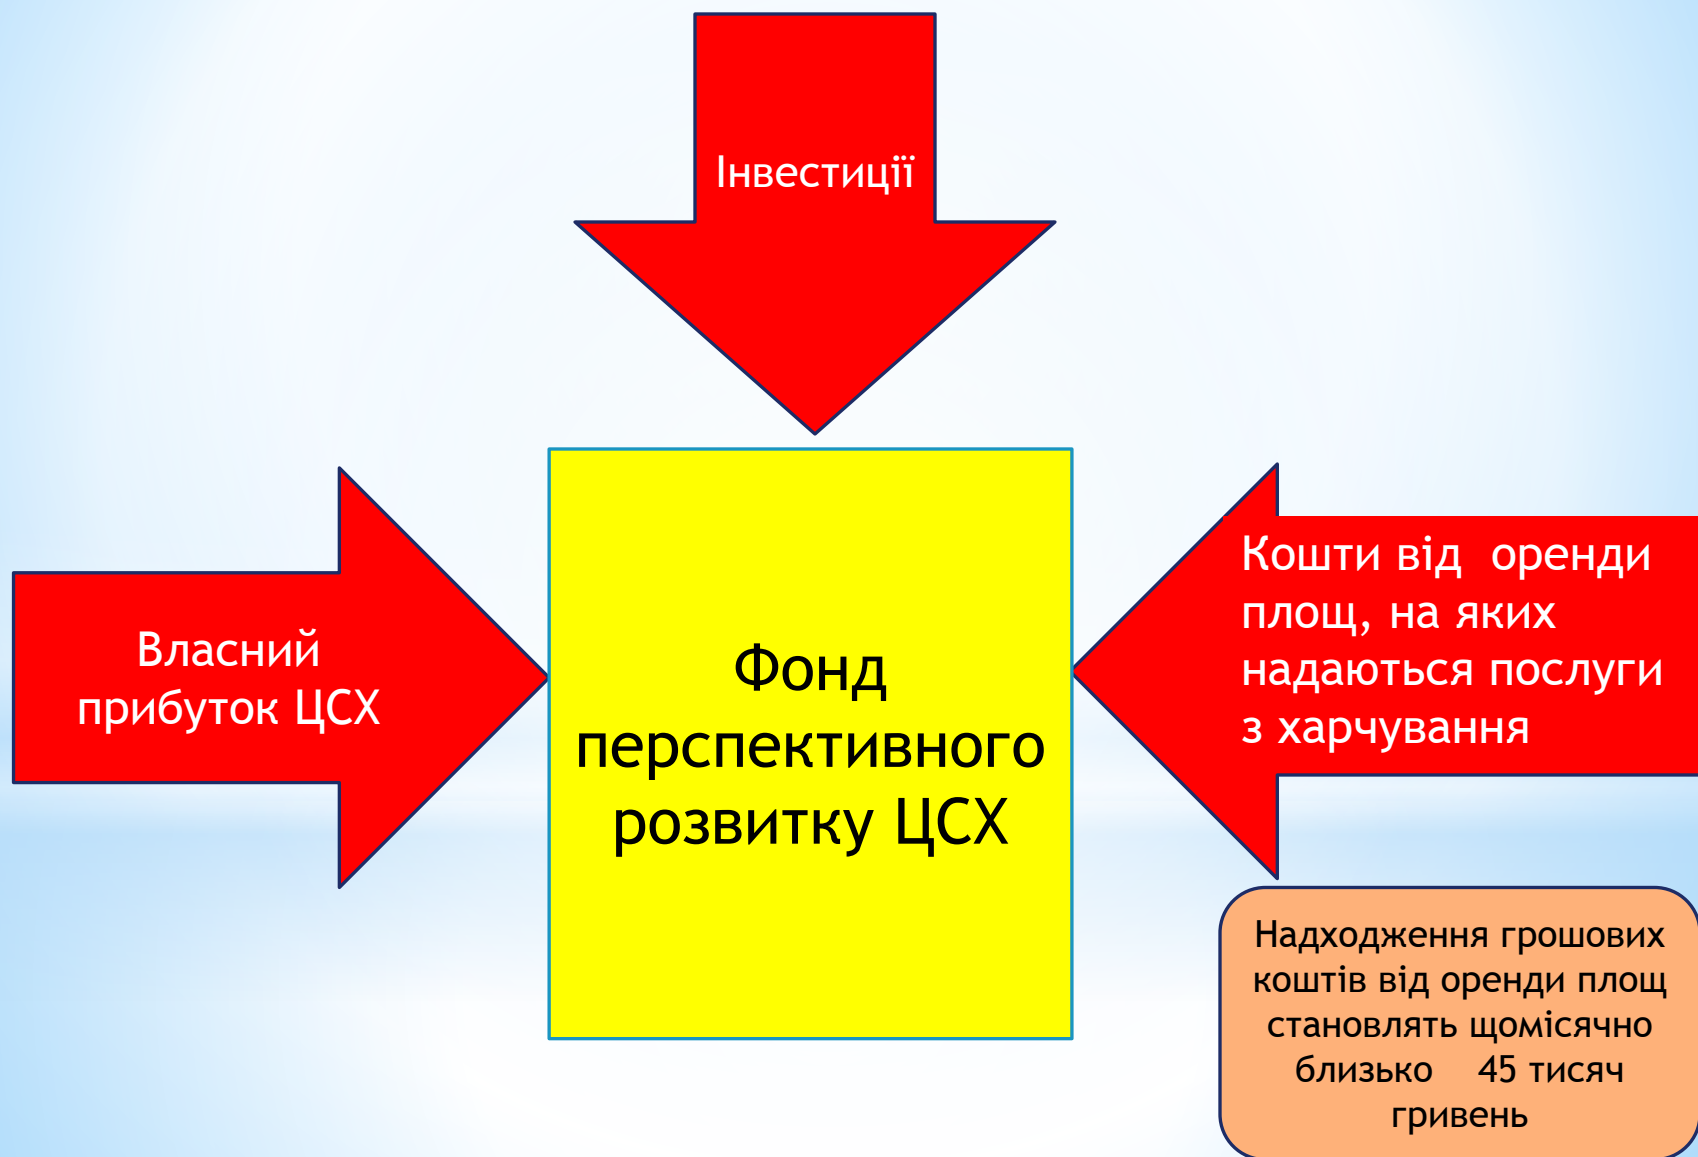 Інвестиції
Власний
прибуток ЦСХ
Фонд
перспективного
розвитку ЦСХ
Кошти від оренди
площ, на яких
надаються послуги
з харчування
Надходження грошових
коштів від оренди площ
становлять щомісячно
близько 45 тисяч
гривень